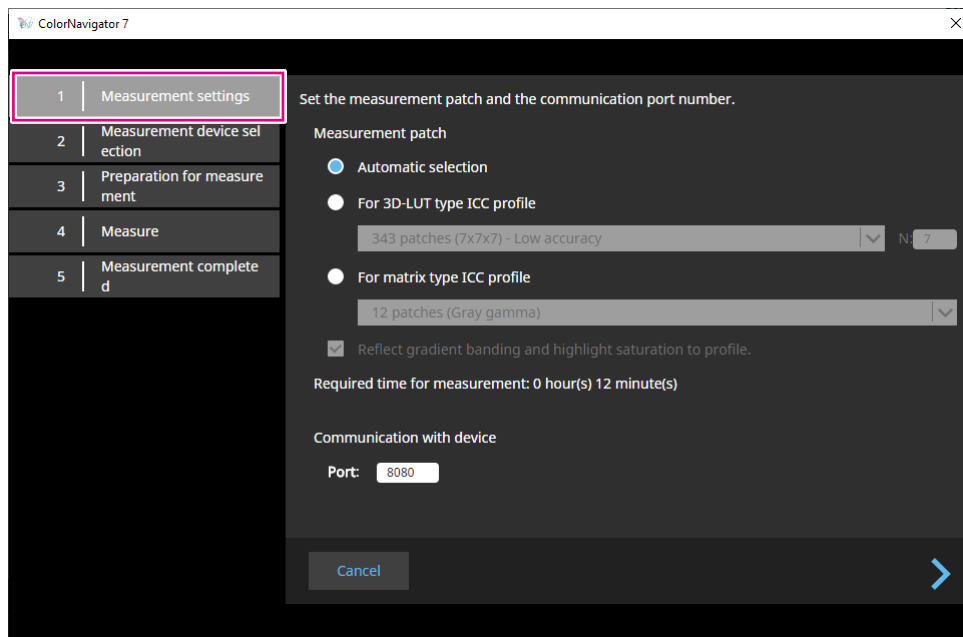 ColorNavigator 7
1 Measurement settings
2 Measurement device sel
ection
3 Preparation for measure
ment
4 Measure
5 Measurement complete
d
Set the measurement patch and the communication port number.
Measurement patch
Automatic selection
For 3D-LUT type ICC profile
343 patches (7x7x7) - Low accuracy N: 7
For matrix type ICC profile
12 patches (Gray gamma)
Reflect gradient banding and highlight saturation to profile.
Required time for measurement: 0 hour(s) 12 minute(s)
Communication with device
Port: 8080
Cancel